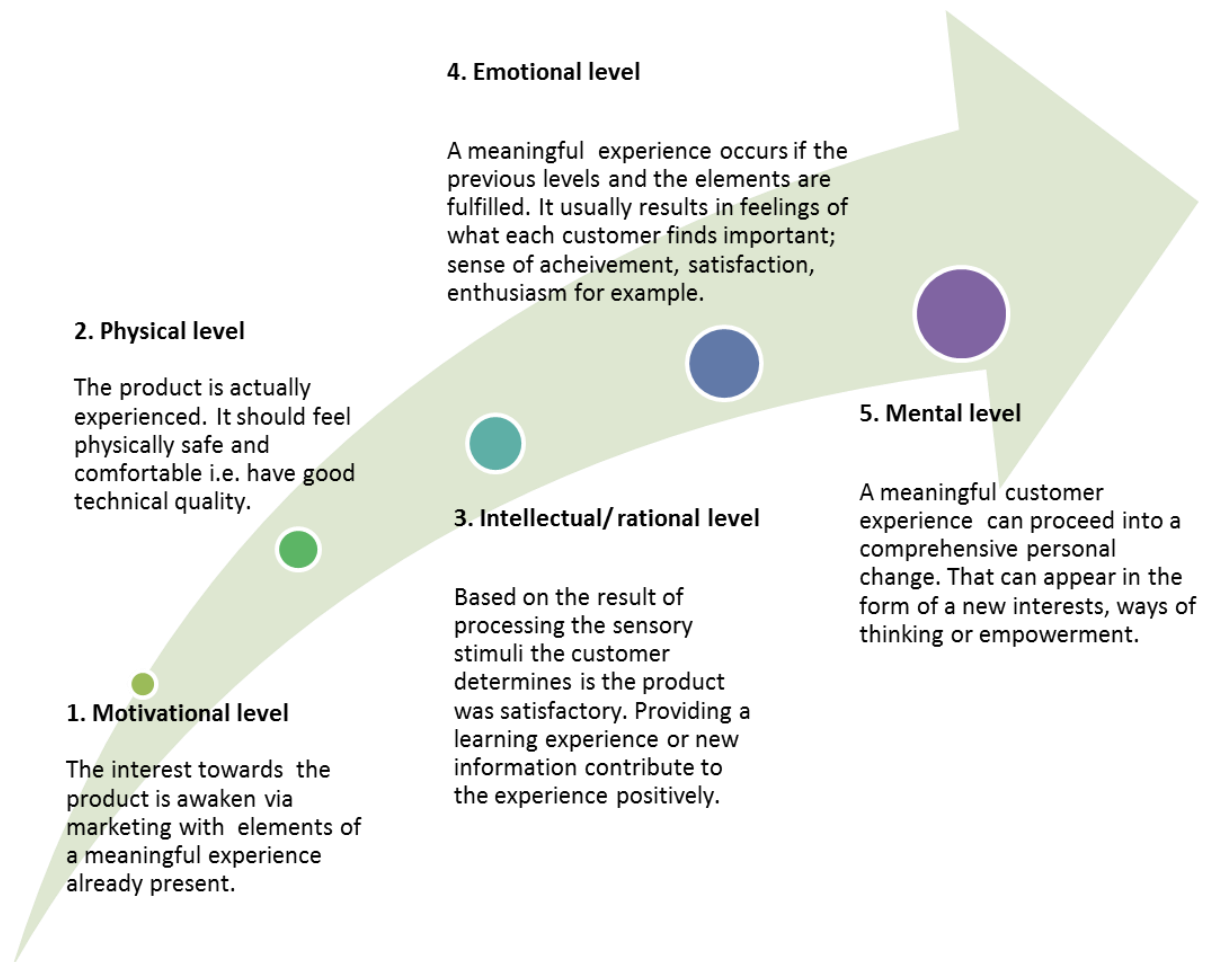 1. Motivational level
The interest towards the
product is awaken via
marketing with elements of
a meaningful experience
already present.
2. Physical level
The product is actually
experienced. It should feel
physically safe and
comfortable i.e. have good
technical quality.
3. Intellectual/ rational level
Based on the result of
processing the sensory
stimuli the customer
determines is the product
was satisfactory. Providing a
learning experience or new
information contribute to
the experience positively.
4. Emotional level
A meaningful experience occurs if the
previous levels and the elements are
fulfilled. It usually results in feelings of
what each customer finds important;
sense of acheivement, satisfaction,
enthusiasm for example.
5. Mental level
A meaningful customer
experience can proceed into a
comprehensive personal
change. That can appear in the
form of a new interests, ways of
thinking or empowerment.